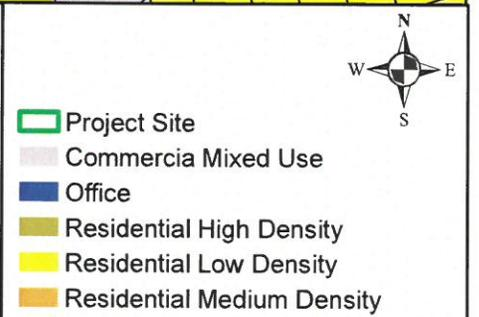 N
W E
S
Project Site
Commercia Mixed Use
Office
Residential High Density
Residential Low Density
Residential Medium Density